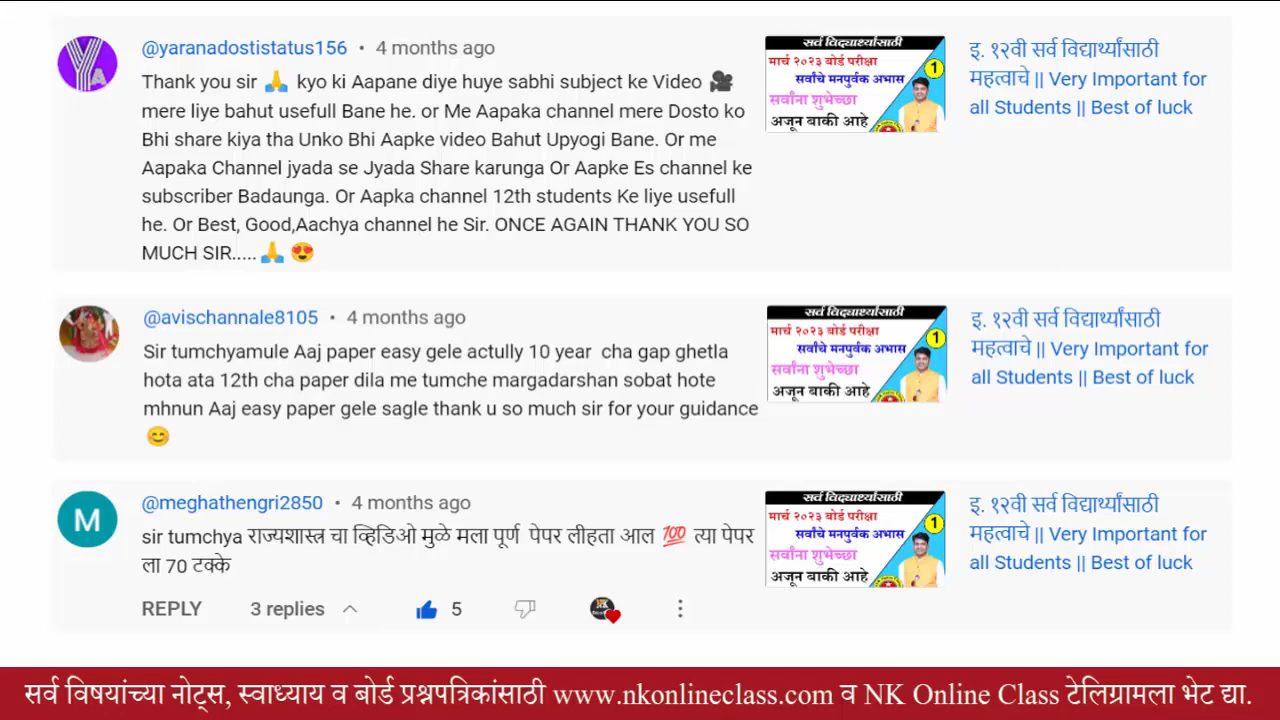 @yaranadostistatus156 • 4 months ago
Thank you sir 🙏 kyo ki Aapane diye huye sabhi subject ke Video 🎥
mere liye bahut usefull Bane he. or Me Aapaka channel mere Dosto ko
Bhi share kiya tha Unko Bhi Aapke video Bahut Upyogi Bane. Or me
Aapaka Channel jyada se Jyada Share karunga Or Aapke Es channel ke
subscriber Badaunga. Or Aapka channel 12th students Ke liye usefull
he. Or Best, Good,Aachya channel he Sir. ONCE AGAIN THANK YOU SO
MUCH SIR..... 🙏 😍
सर्व विद्यार्थ्यांसाठी
मार्च २०२३ बोर्ड परीक्षा
सर्वांचे मनपुर्वक अभास
1
सर्वांना शुभेच्छा
अजून बाकी आहे
इ. १२वी सर्व विद्यार्थ्यांसाठी
महत्वाचे || Very Important for
all Students || Best of luck
@avischannale8105 • 4 months ago
Sir tumchyamule Aaj paper easy gele actully 10 year cha gap ghetla
hota ata 12th cha paper dila me tumche margadarshan sobat hote
mhnun Aaj easy paper gele sagle thank u so much sir for your guidance
😊
सर्व विद्यार्थ्यांसाठी
मार्च २०२३ बोर्ड परीक्षा
सर्वांचे मनपुर्वक अभास
1
सर्वांना शुभेच्छा
अजून बाकी आहे
इ. १२वी सर्व विद्यार्थ्यांसाठी
महत्वाचे || Very Important for
all Students || Best of luck
M
@meghathengri2850 • 4 months ago
sir tumchya राज्यशास्त्र चा व्हिडिओ मुळे मला पूर्ण पेपर लीहता आल 💯 त्या पेपर
ला 70 टक्के
REPLY 3 replies 5
सर्व विद्यार्थ्यांसाठी
मार्च २०२३ बोर्ड परीक्षा
सर्वांचे मनपुर्वक अभास
1
सर्वांना शुभेच्छा
अजून बाकी आहे
इ. १२वी सर्व विद्यार्थ्यांसाठी
महत्वाचे || Very Important for
all Students || Best of luck
सर्व विषयांच्या नोट्स, स्वाध्याय व बोर्ड प्रश्नपत्रिकांसाठी www.nkonlineclass.com व NK Online Class टेलिग्रामला भेट द्या.